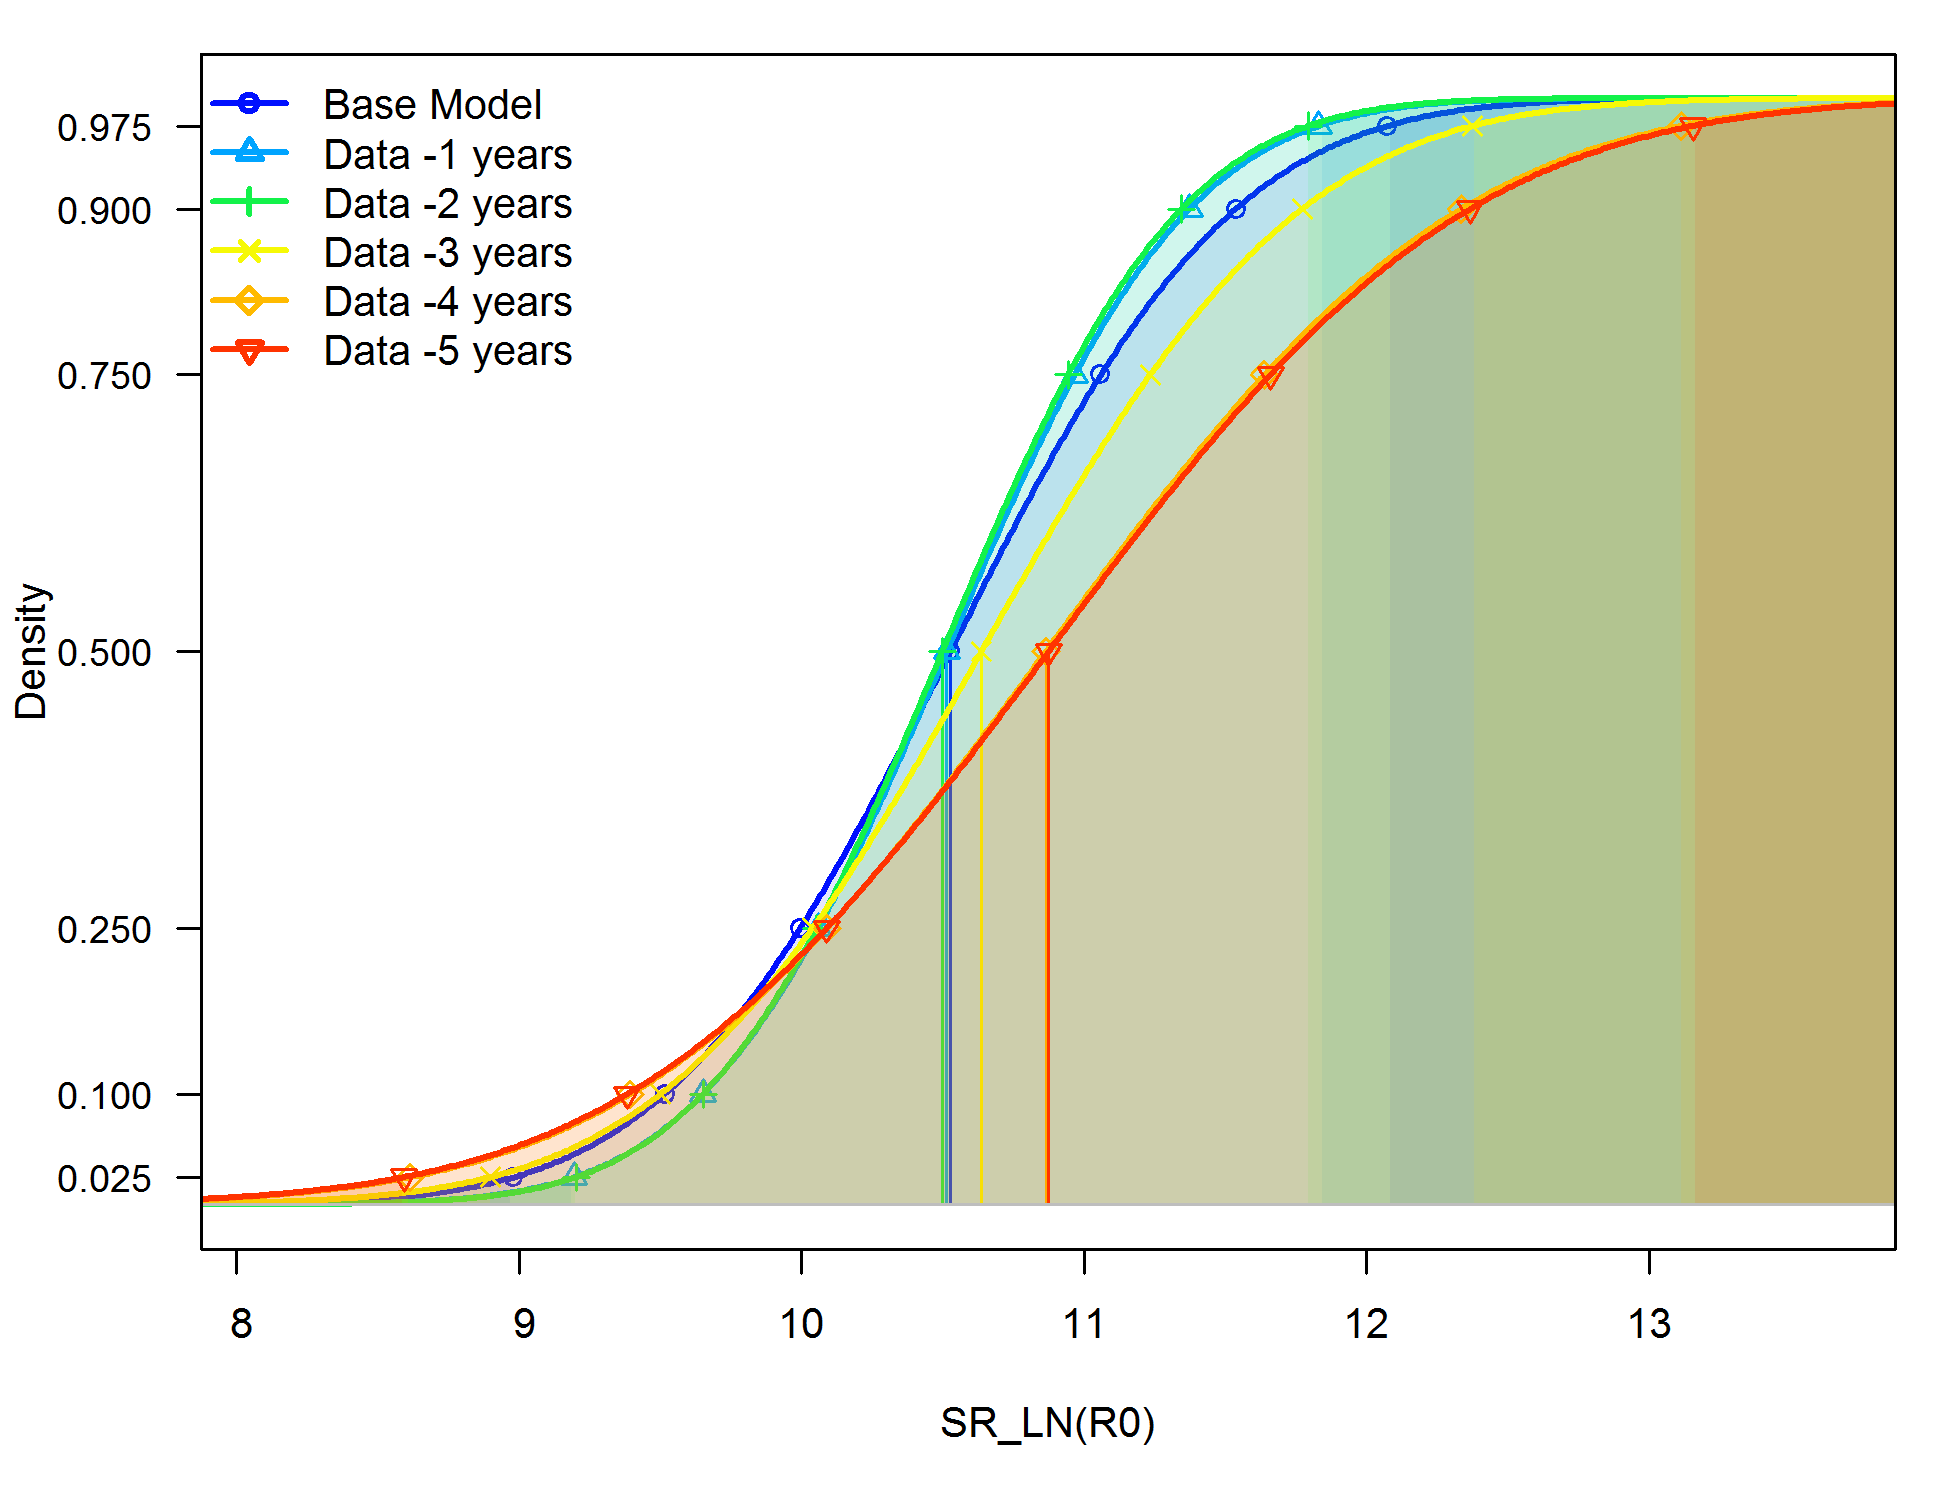 Base Model
Data -1 years
Data -2 years
Data -3 years
Data -4 years
Data -5 years
0.975
0.900
0.750
0.500
0.250
0.100
0.025
Density
8 9 10 11 12 13
SR_LN(R0)